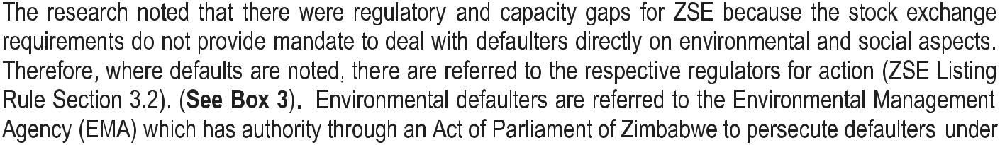 The research noted that there were regulatory and capacity gaps for ZSE because the stock exchange
requirements do not provide mandate to deal with defaulters directly on environmental and social aspects.
Therefore, where defaults are noted, there are referred to the respective regulators for action (ZSE Listing
Rule Section 3.2). (See Box 3). Environmental defaulters are referred to the Environmental Management
Agency (EMA) which has authority through an Act of Parliament of Zimbabwe to persecute defaulters under